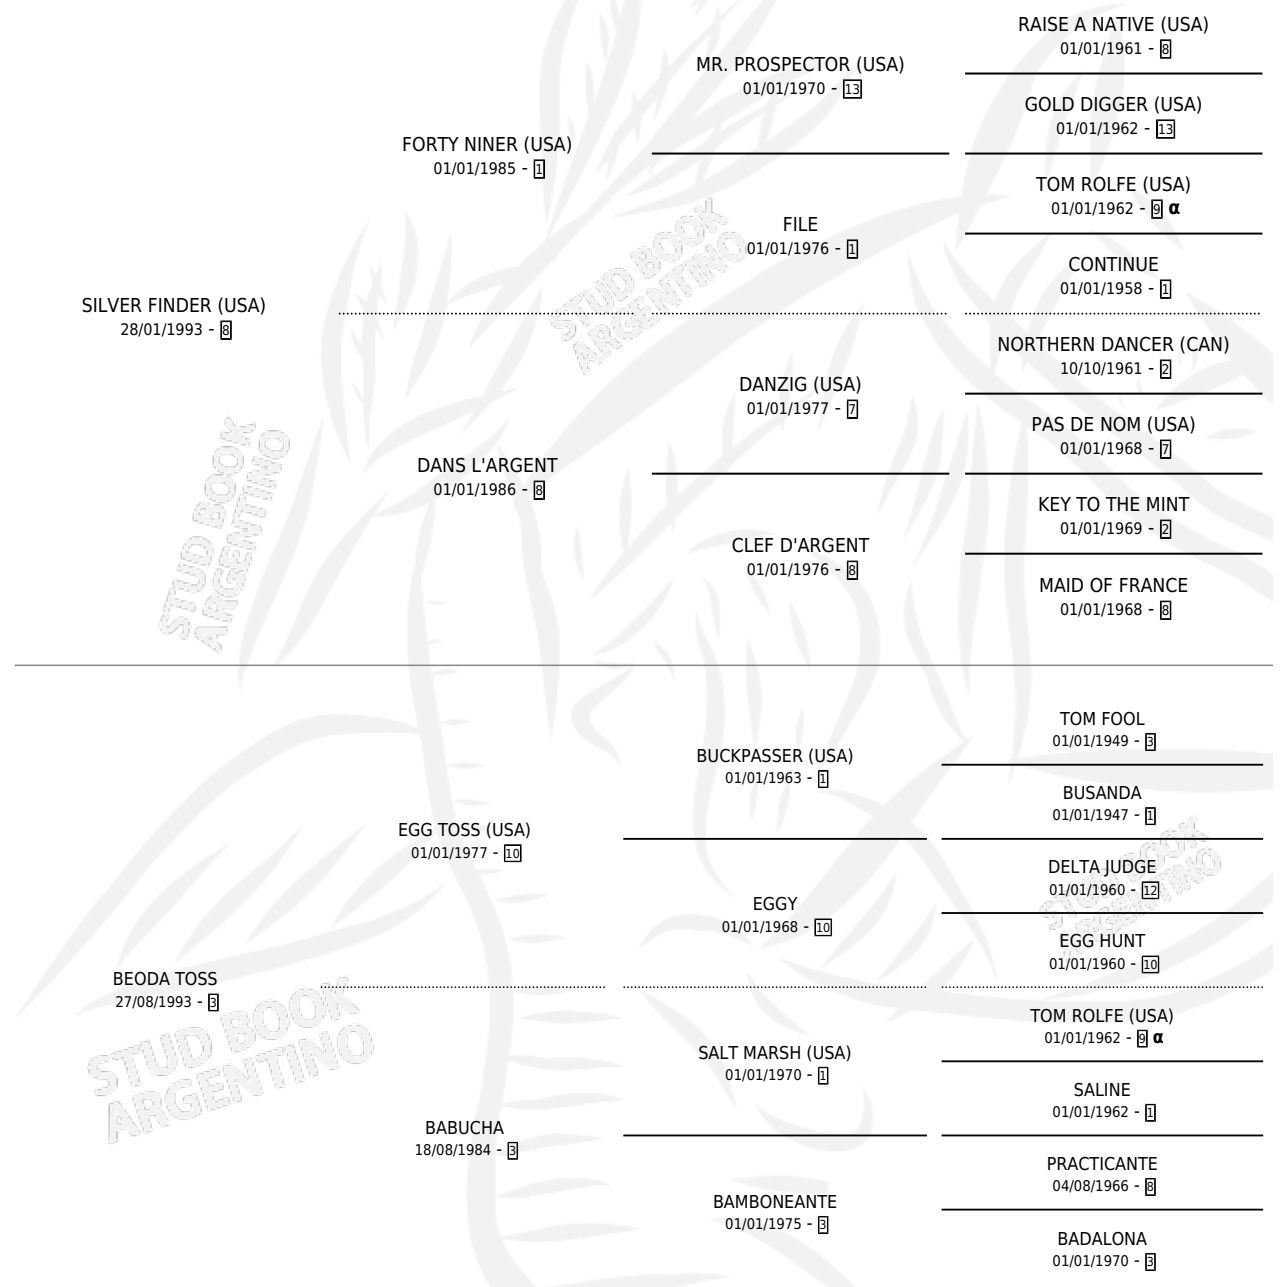 RAISE A NATIVE (USA)
01/01/1961 - 8
MR. PROSPECTOR (USA)
01/01/1970 - 13
GOLD DIGGER (USA)
01/01/1962 - 13
FORTY NINER (USA)
01/01/1985 - 1
TOM ROLFE (USA)
01/01/1962 - 9 α
FILE
01/01/1976 - 1
CONTINUE
01/01/1958 - 1
SILVER FINDER (USA)
28/01/1993 - 8
NORTHERN DANCER (CAN)
10/10/1961 - 2
DANZIG (USA)
01/01/1977 - 7
PAS DE NOM (USA)
01/01/1968 - 7
DANS L'ARGENT
01/01/1986 - 8
KEY TO THE MINT
01/01/1969 - 2
CLEF D'ARGENT
01/01/1976 - 8
MAID OF FRANCE
01/01/1968 - 8
TOM FOOL
01/01/1949 - 3
BUCKPASSER (USA)
01/01/1963 - 1
BUSANDA
01/01/1947 - 1
EGG TOSS (USA)
01/01/1977 - 10
DELTA JUDGE
01/01/1960 - 12
EGGY
01/01/1968 - 10
EGG HUNT
01/01/1960 - 10
BEODA TOSS
27/08/1993 - 3
TOM ROLFE (USA)
01/01/1962 - 9 α
SALT MARSH (USA)
01/01/1970 - 1
SALINE
01/01/1962 - 1
BABUCHA
18/08/1984 - 3
PRACTICANTE
04/08/1966 - 8
BAMBONEANTE
01/01/1975 - 3
BADALONA
01/01/1970 - 3
STUD BOOK
ARGENTINO
STUD BOOK
ARGENTINO
STUD BOOK
ARGENTINO
STUD BOOK
ARGENTINO